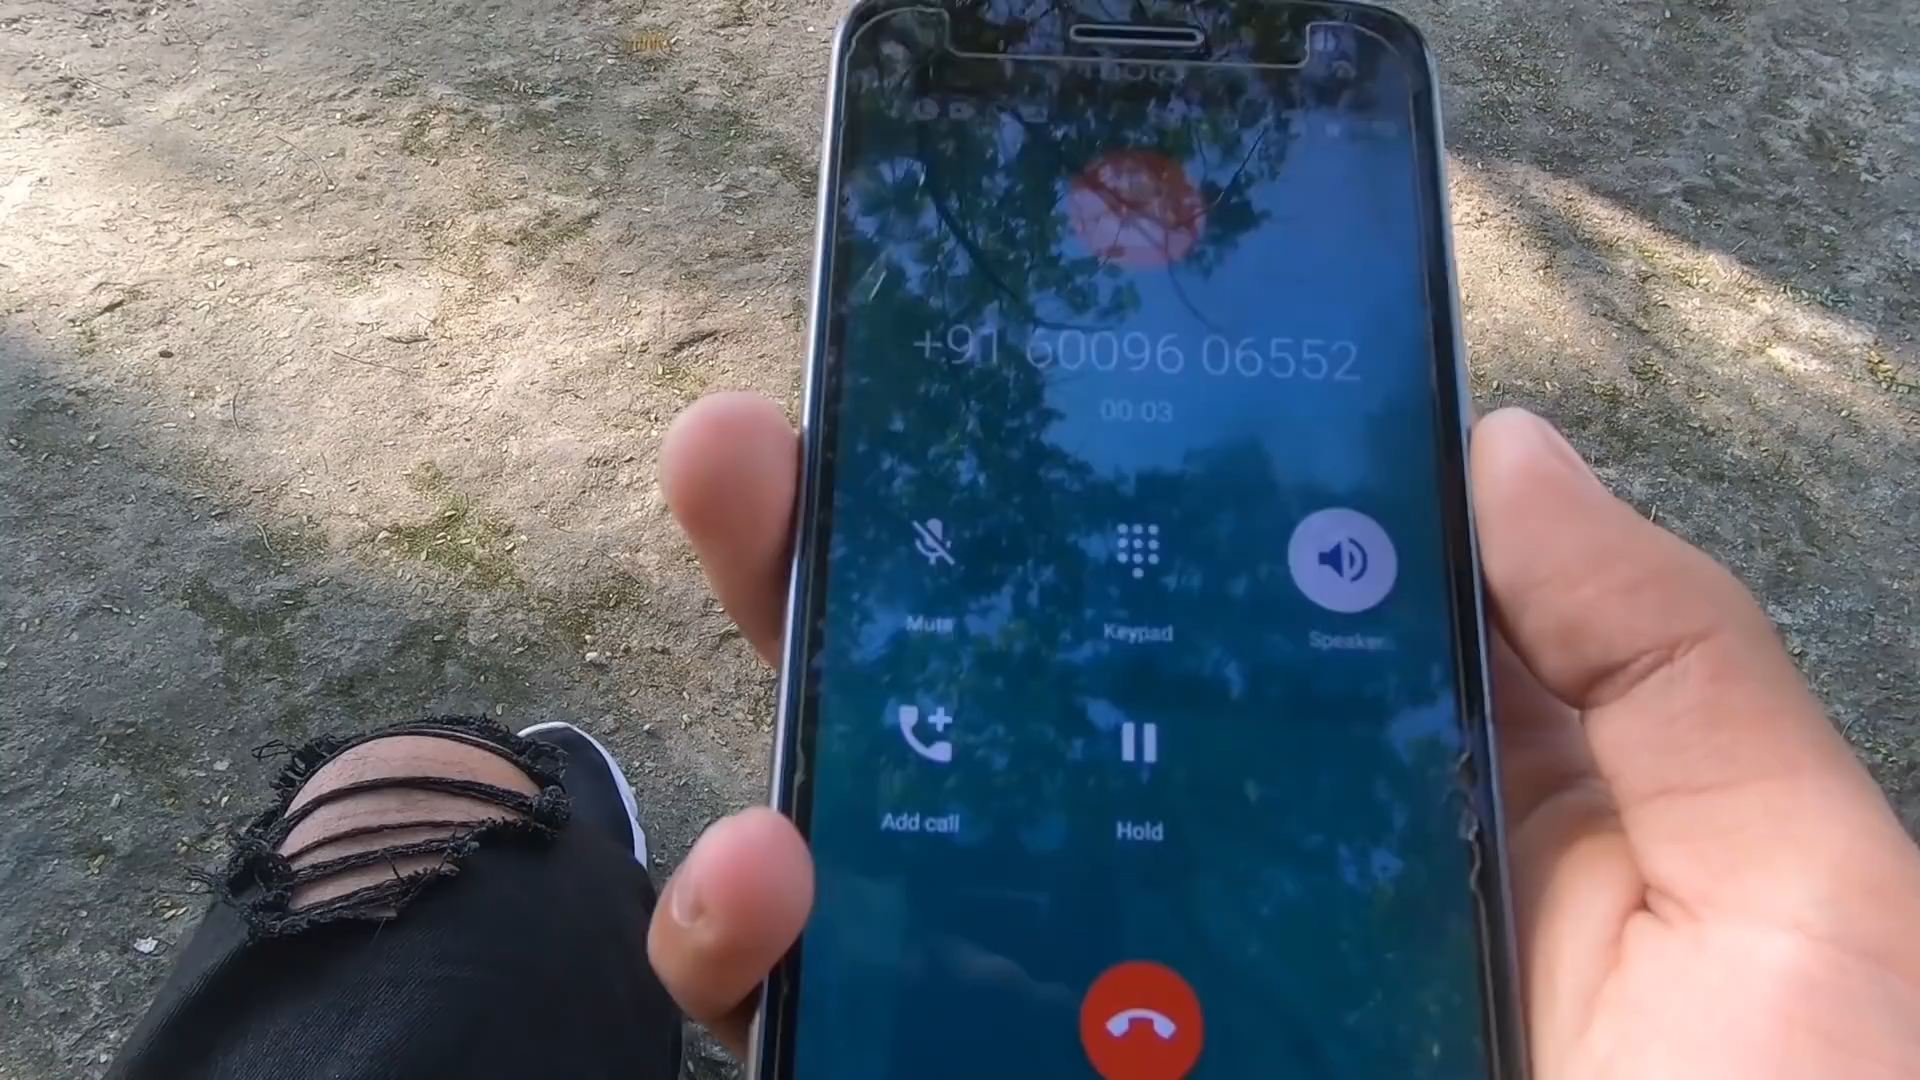 +91 60096 06552
00:03
Mute
Keypad
Speaker
Add call
Hold